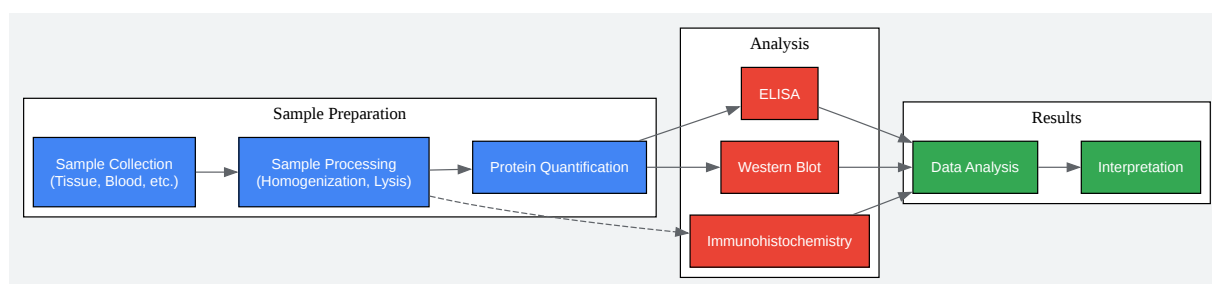 Sample Preparation
Sample Collection
(Tissue, Blood, etc.)
Sample Processing
(Homogenization, Lysis)
Protein Quantification
Analysis
ELISA
Western Blot
Immunohistochemistry
Results
Data Analysis
Interpretation